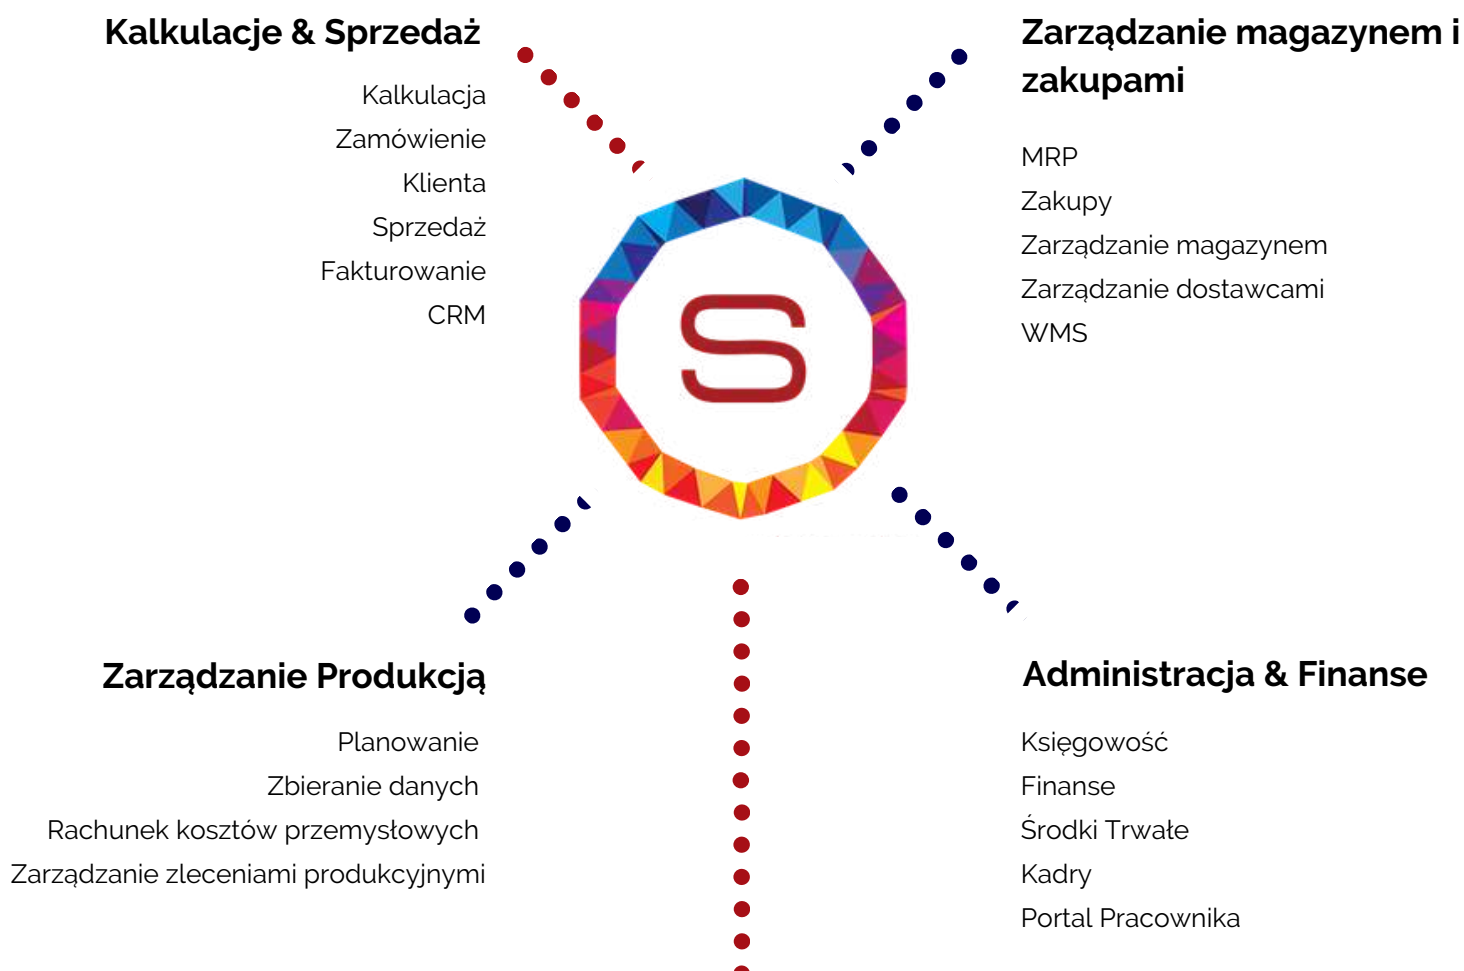 Kalkulacje & Sprzedaż
Kalkulacja
Zamówienie
Klienta
Sprzedaż
Fakturowanie
CRM
Zarządzanie magazynem i
zakupami
MRP
Zakupy
Zarządzanie magazynem
Zarządzanie dostawcami
WMS
S
Zarządzanie Produkcją
Planowanie
Zbieranie danych
Rachunek kosztów przemysłowych
Zarządzanie zleceniami produkcyjnymi
Administracja & Finanse
Księgowość
Finanse
Środki Trwałe
Kadry
Portal Pracownika